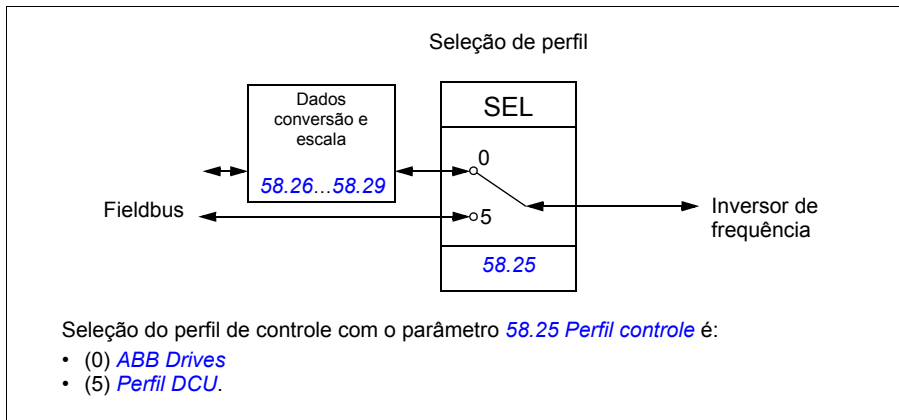 Seleção de perfil
Dados
conversão e
escala
58.26...58.29
SEL
0
5
58.25
Fieldbus
Inversor de
frequência
Seleção do perfil de controle com o parâmetro 58.25 Perfil controle é:
• (0) ABB Drives
• (5) Perfil DCU.